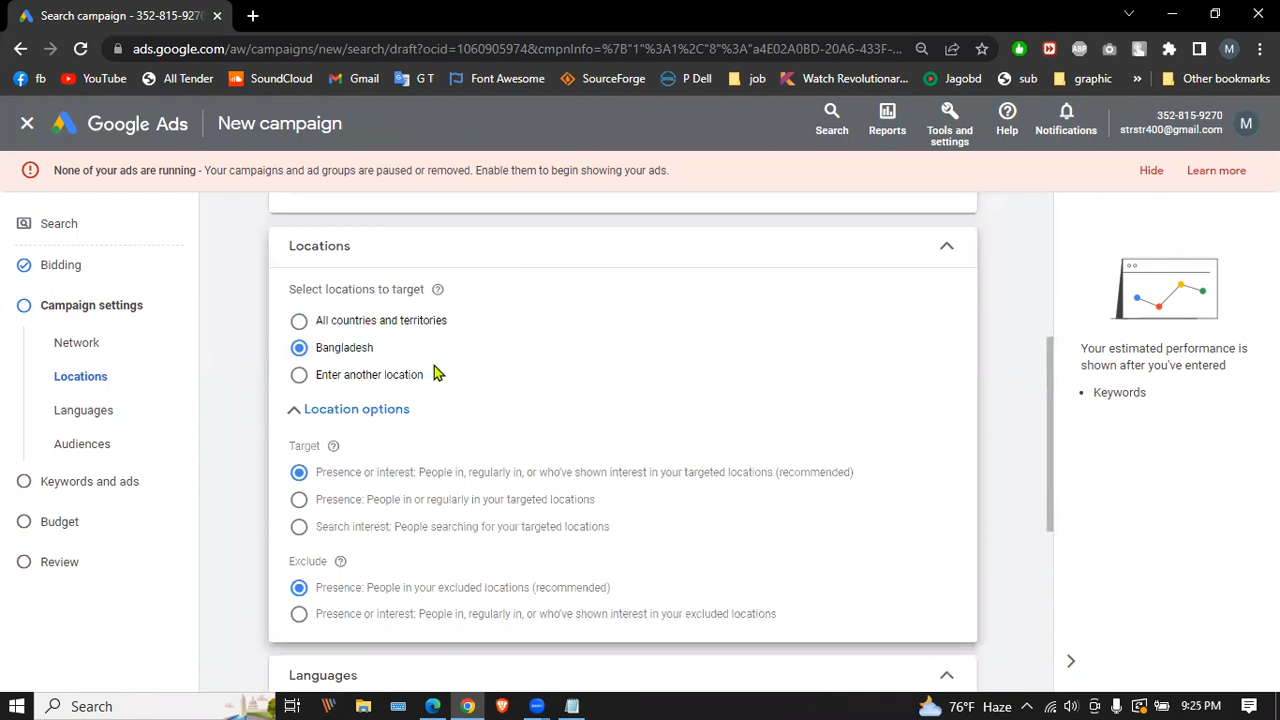 Search campaign - 352-815-9270
ads.google.com/aw/campaigns/new/search/draft?ocid=1060905974&cmpnInfo=%7B"1"%3A1%2C"8"%3A"a4E02A0BD-20A6-433F-...
fb
YouTube
All Tender
SoundCloud
Gmail
G T
Font Awesome
SourceForge
P Dell
job
Watch Revolutionar...
Jagobd
sub
graphic
»
Other bookmarks
Google Ads
New campaign
Search
Reports
Tools and settings
Help
Notifications
352-815-9270
strstr400@gmail.com
M
None of your ads are running - Your campaigns and ad groups are paused or removed. Enable them to begin showing your ads.
Hide
Learn more
Search
Bidding
Campaign settings
Network
Locations
Languages
Audiences
Keywords and ads
Budget
Review
Locations
Select locations to target
All countries and territories
Bangladesh
Enter another location
Location options
Target
Presence or interest: People in, regularly in, or who've shown interest in your targeted locations (recommended)
Presence: People in or regularly in your targeted locations
Search interest: People searching for your targeted locations
Exclude
Presence: People in your excluded locations (recommended)
Presence or interest: People in, regularly in, or who've shown interest in your excluded locations
Languages
Your estimated performance is
shown after you've entered
• Keywords
Search
76°F Haze
9:25 PM